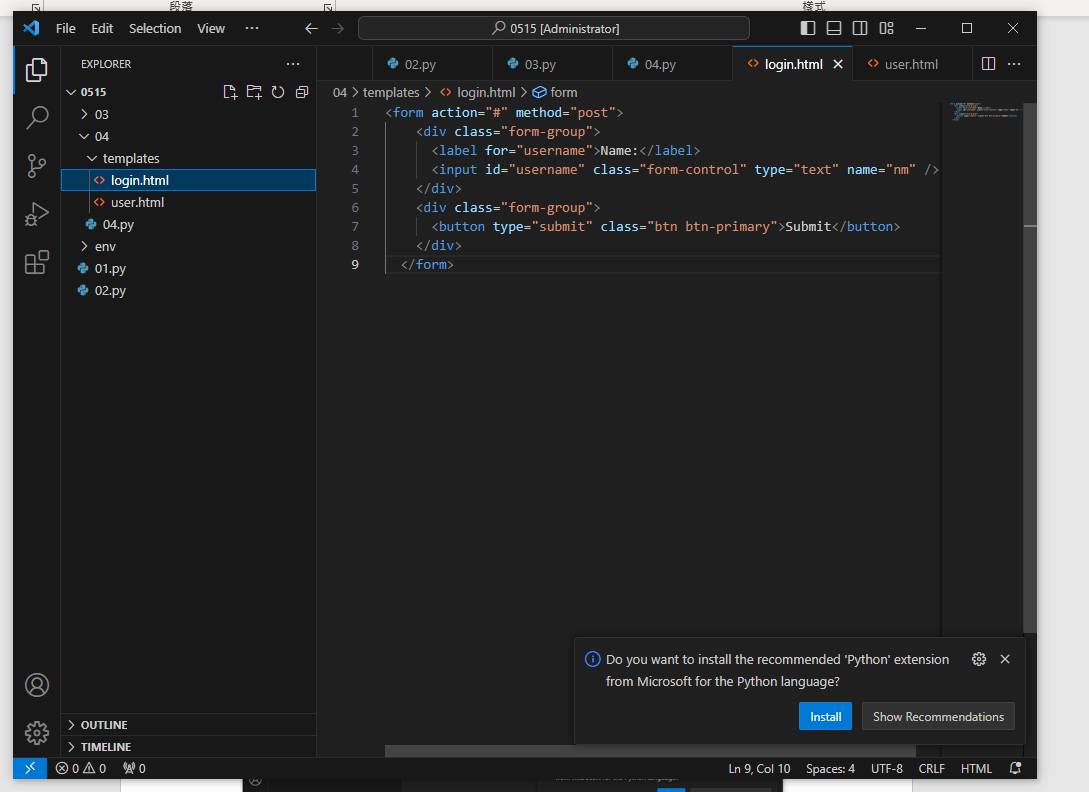 段落
樣式
File Edit Selection View ···
0515 [Administrator]
EXPLORER ···
02.py
03.py
04.py
login.html
user.html
···
0515
03
04
templates
login.html
user.html
04.py
env
01.py
02.py
OUTLINE
TIMELINE
04 > templates > <> login.html > form
1 <form action="#" method="post">
2 <div class="form-group">
3 <label for="username">Name:</label>
4 <input id="username" class="form-control" type="text" name="nm" />
5 </div>
6 <div class="form-group">
7 <button type="submit" class="btn btn-primary">Submit</button>
8 </div>
9 </form>
Do you want to install the recommended 'Python' extension
from Microsoft for the Python language?
Install
Show Recommendations
0 0 0
Ln 9, Col 10 Spaces: 4 UTF-8 CRLF HTML